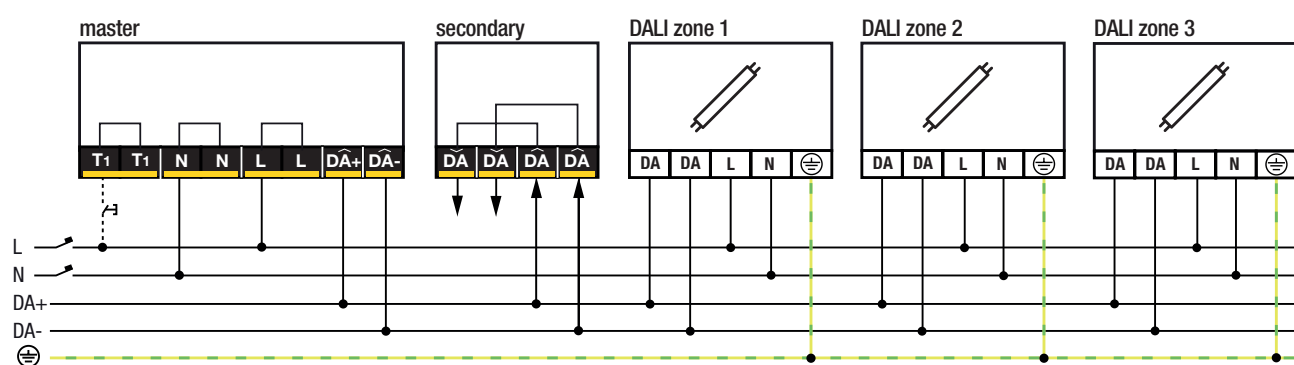 master secondary DALI zone 1 DALI zone 2 DALI zone 3
T1 T1 N N L L DA+ DA- DA DA DA DA DA DA L N DA DA L N DA DA L N
L
N
DA+
DA-